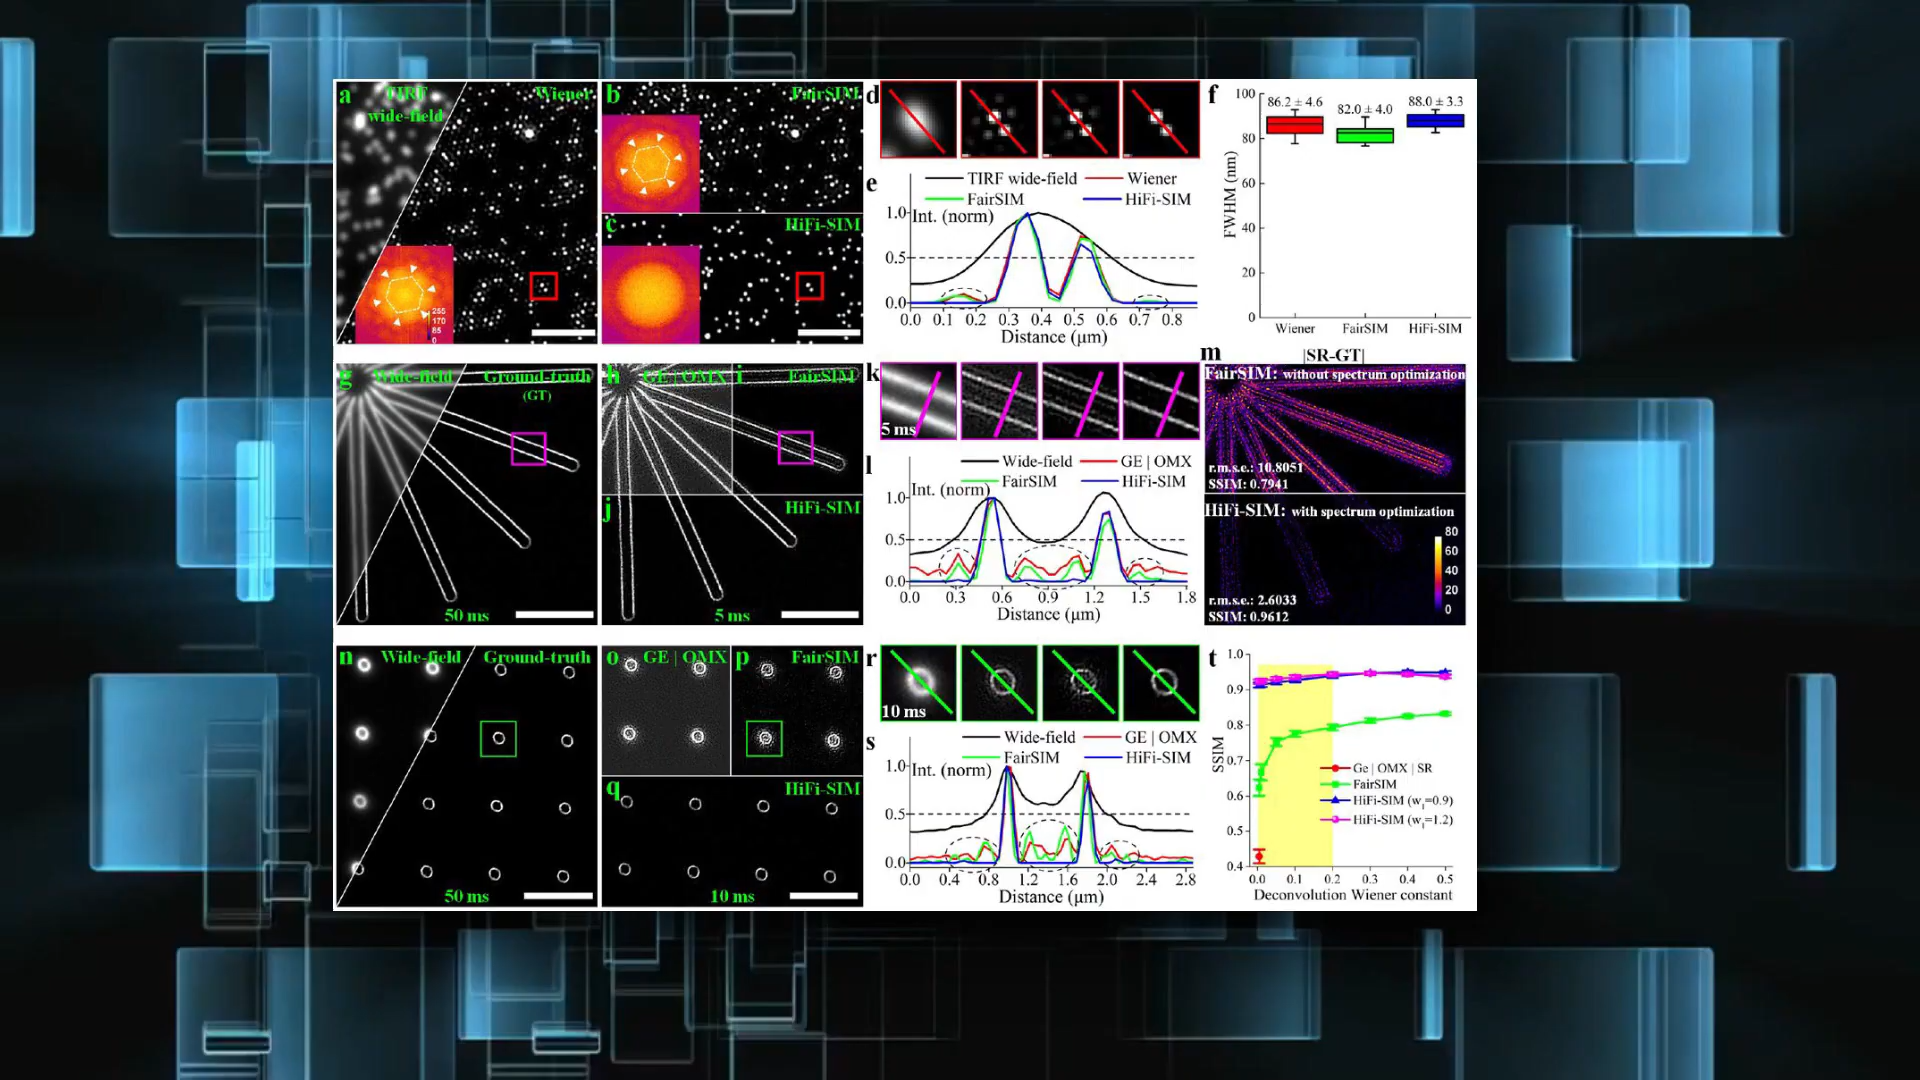 a
TIRF
wide-field
Wiener
255
170
85
0
b
FairSIM
c
HiFi-SIM
d
e
TIRF wide-field
Wiener
FairSIM
HiFi-SIM
Int. (norm)
1.0
0.5
0.0
0.0 0.1 0.2 0.3 0.4 0.5 0.6 0.7 0.8
Distance (μm)
f
86.2 ± 4.6
82.0 ± 4.0
88.0 ± 3.3
100
80
60
40
20
0
FWHM (nm)
Wiener FairSIM HiFi-SIM
g
Wide-field
Ground-truth
(GT)
50 ms
h
GE | OMX
i
FairSIM
j
HiFi-SIM
5 ms
k
5 ms
l
Wide-field
GE | OMX
FairSIM
HiFi-SIM
Int. (norm)
1.0
0.5
0.0
0.0 0.3 0.6 0.9 1.2 1.5 1.8
Distance (μm)
m
|SR-GT|
FairSIM: without spectrum optimization
r.m.s.e.: 10.8051
SSIM: 0.7941
HiFi-SIM: with spectrum optimization
80
60
40
20
0
r.m.s.e.: 2.6033
SSIM: 0.9612
n
Wide-field
Ground-truth
50 ms
o
GE | OMX
p
FairSIM
q
HiFi-SIM
10 ms
r
10 ms
s
Wide-field
GE | OMX
FairSIM
HiFi-SIM
Int. (norm)
1.0
0.5
0.0
0.0 0.4 0.8 1.2 1.6 2.0 2.4 2.8
Distance (μm)
t
1.0
0.9
0.8
0.7
0.6
0.5
0.4
SSIM
Ge | OMX | SR
FairSIM
HiFi-SIM (w₁=0.9)
HiFi-SIM (w₁=1.2)
0.0 0.1 0.2 0.3 0.4 0.5
Deconvolution Wiener constant